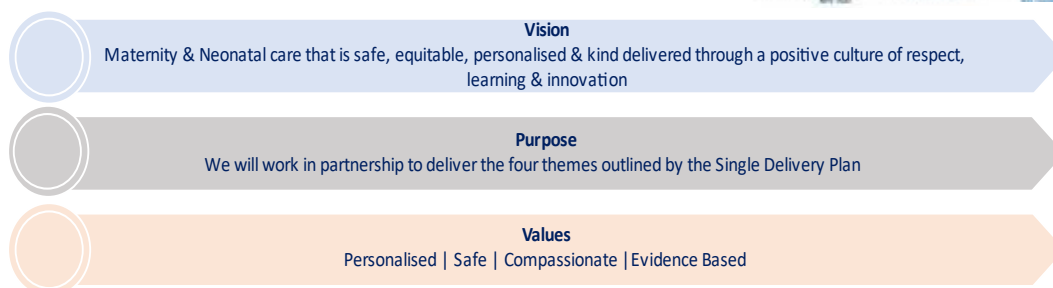 Vision
Maternity & Neonatal care that is safe, equitable, personalised & kind delivered through a positive culture of respect,
learning & innovation
Purpose
We will work in partnership to deliver the four themes outlined by the Single Delivery Plan
Values
Personalised | Safe | Compassionate |Evidence Based